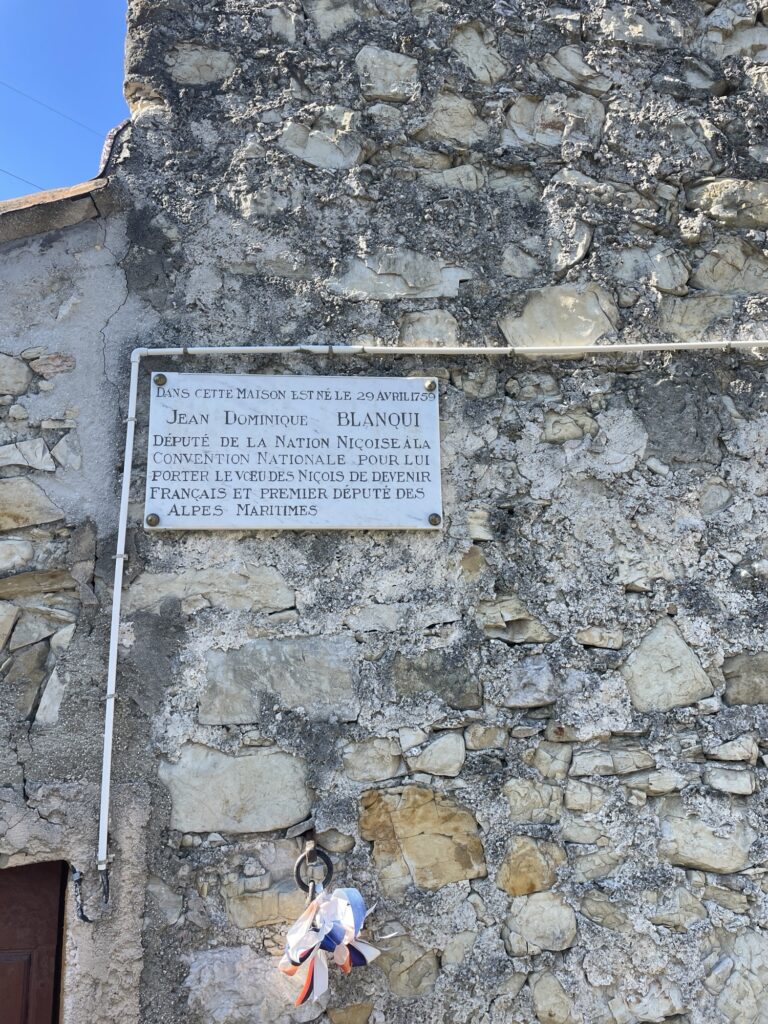 DANS CETTE MAISON EST NÉ LE 29 AVRIL 1759
JEAN DOMINIQUE BLANQUI
DÉPUTÉ DE LA NATION NIÇOISE À LA
CONVENTION NATIONALE POUR LUI
PORTER LE VŒU DES NIÇOIS DE DEVENIR
FRANÇAIS ET PREMIER DÉPUTÉ DES
ALPES MARITIMES